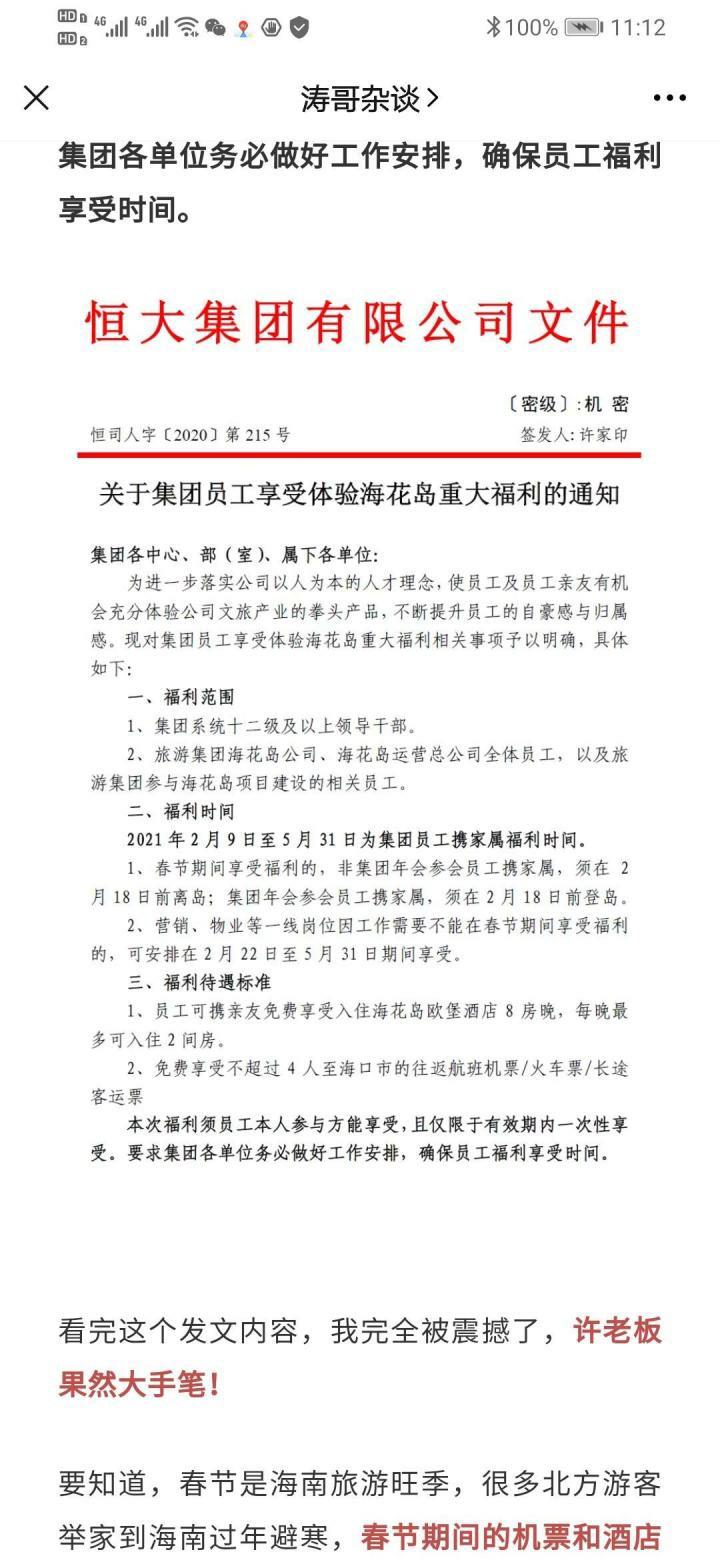 HD 1 4G 4G 100% 11:12
HD 2
涛哥杂谈
集团各单位务必做好工作安排，确保员工福利
享受时间。
恒大集团有限公司文件
〔密级〕:机 密
恒司人字〔2020〕第 215 号 签发人:许家印
关于集团员工享受体验海花岛重大福利的通知
集团各中心、部（室）、属下各单位:
为进一步落实公司以人为本的人才理念，使员工及员工亲友有机
会充分体验公司文旅产业的拳头产品，不断提升员工的自豪感与归属
感。现对集团员工享受体验海花岛重大福利相关事项予以明确，具体
如下:
一、福利范围
1、集团系统十二级及以上领导干部。
2、旅游集团海花岛公司、海花岛运营总公司全体员工，以及旅
游集团参与海花岛项目建设的相关员工。
二、福利时间
2021 年 2 月 9 日至 5 月 31 日为集团员工携家属福利时间。
1、春节期间享受福利的，非集团年会参会员工携家属，须在 2
月 18 日前离岛；集团年会参会员工携家属，须在 2 月 18 日前登岛。
2、营销、物业等一线岗位因工作需要不能在春节期间享受福利
的，可安排在 2 月 22 日至 5 月 31 日期间享受。
三、福利待遇标准
1、员工可携亲友免费享受入住海花岛欧堡酒店 8 房晚，每晚最
多可入住 2 间房。
2、免费享受不超过 4 人至海口市的往返航班机票/火车票/长途
客运票
本次福利须员工本人参与方能享受，且仅限于有效期内一次性享
受。要求集团各单位务必做好工作安排，确保员工福利享受时间。
看完这个发文内容，我完全被震撼了，许老板
果然大手笔！
要知道，春节是海南旅游旺季，很多北方游客
举家到海南过年避寒，春节期间的机票和酒店